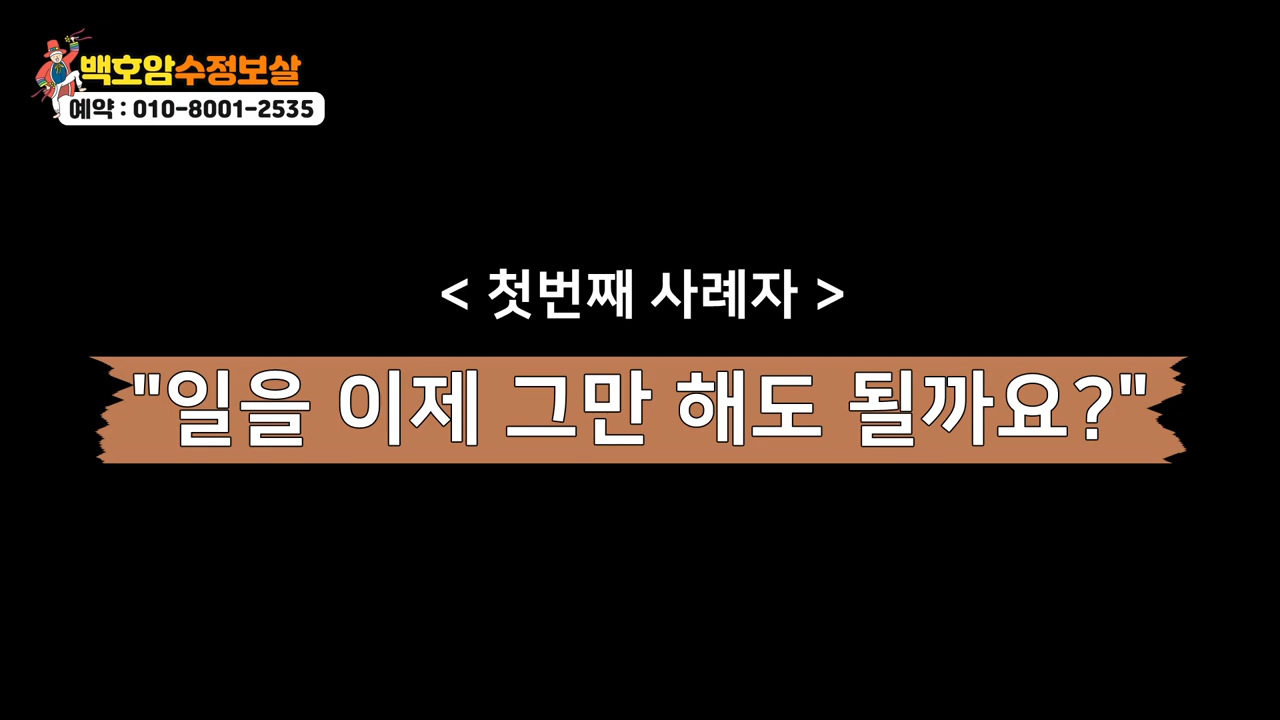 백호암수정보살
예약 : 010-8001-2535
< 첫번째 사례자 >
"일을 이제 그만 해도 될까요?"